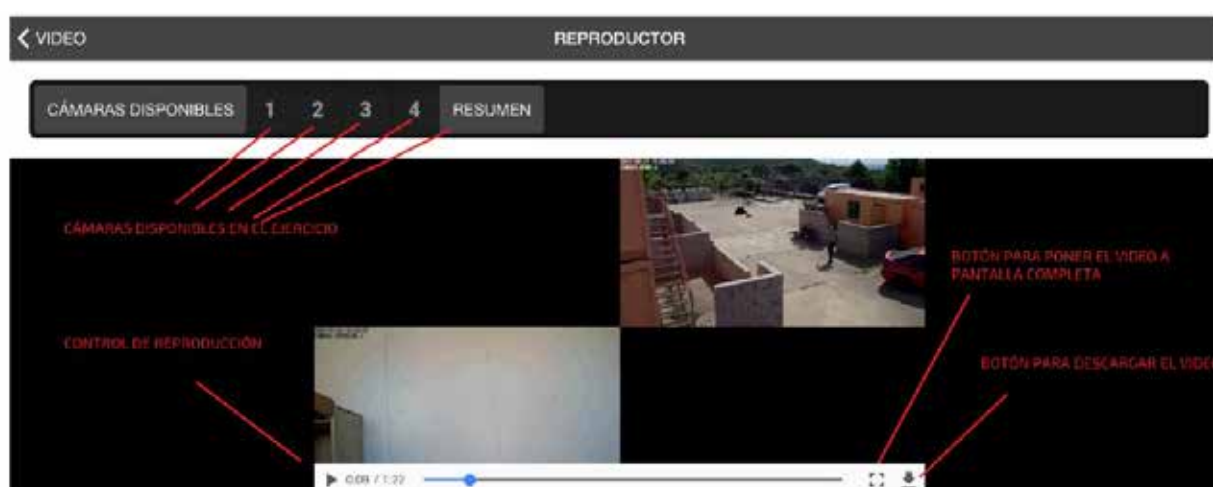 VIDEO
REPRODUCTOR
CÁMARAS DISPONIBLES 1 2 3 4 RESUMEN
CÁMARAS DISPONIBLES EN EL EJERCICIO
BOTÓN PARA PONER EL VIDEO A
PANTALLA COMPLETA
CONTROL DE REPRODUCCIÓN
BOTÓN PARA DESCARGAR EL VIDEO
0:09 / 1:22